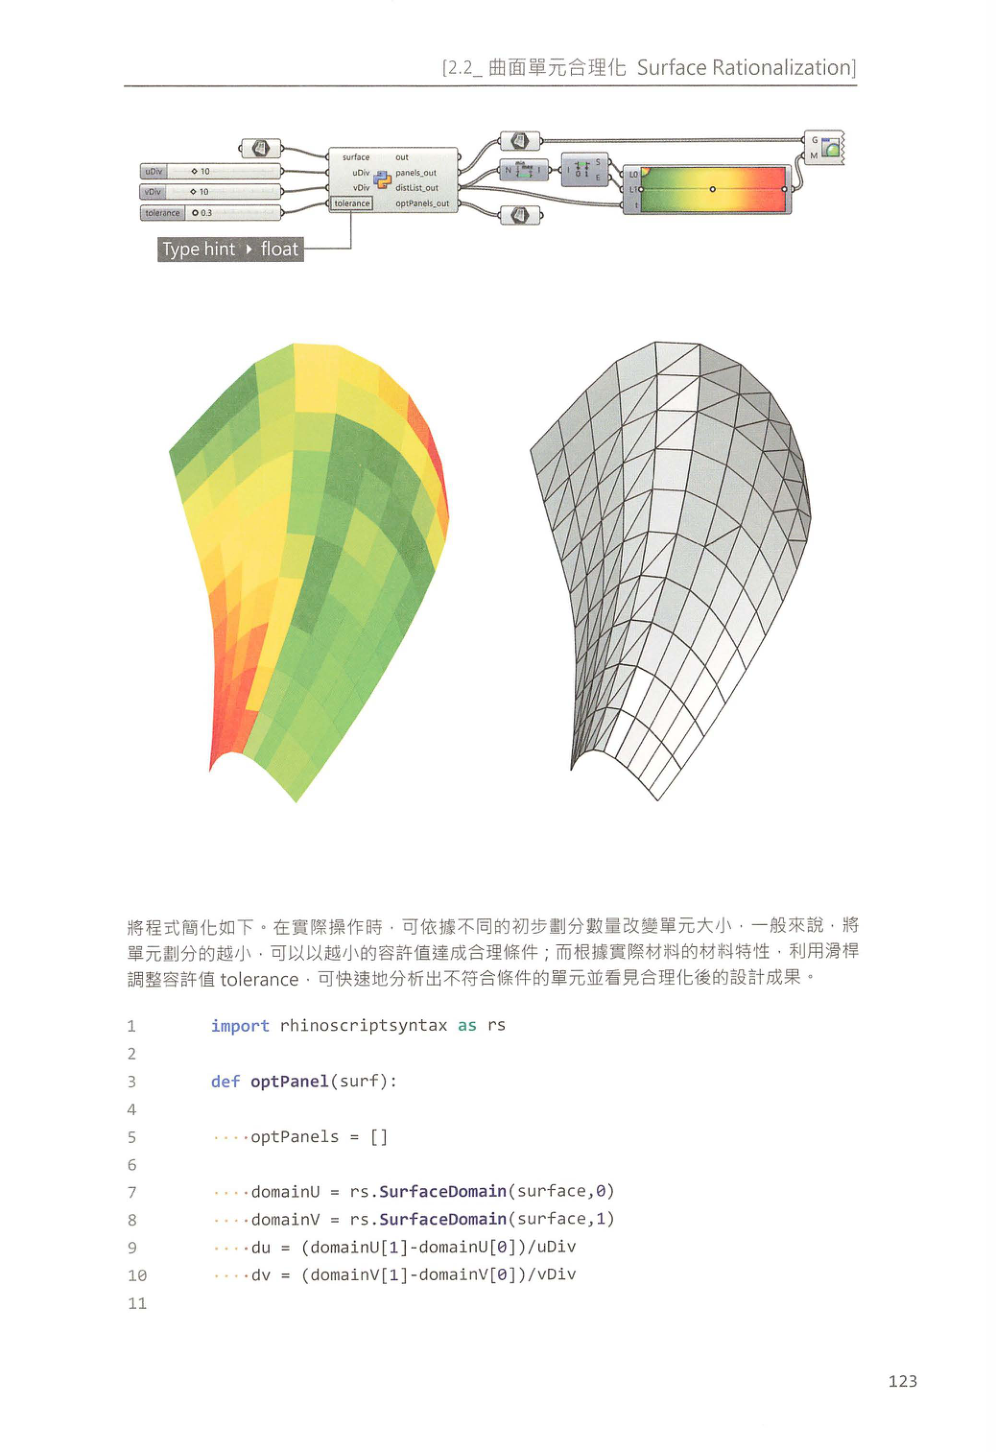 [2.2_ 曲面單元合理化 Surface Rationalization]
surface out
uDiv panels_out
vDiv distList_out
tolerance optPanels_out
uDiv ◇ 10
vDiv ◇ 10
tolerance ○ 0.3
Type hint ▸ float
G
M
N I
I S
0 1 E
L0
L1
t
將程式簡化如下。在實際操作時，可依據不同的初步劃分數量改變單元大小，一般來說，將
單元劃分的越小，可以以越小的容許值達成合理條件；而根據實際材料的材料特性，利用滑桿
調整容許值 tolerance，可快速地分析出不符合條件的單元並看見合理化後的設計成果。
1 import rhinoscriptsyntax as rs
2
3 def optPanel(surf):
4
5 ····optPanels = []
6
7 ····domainU = rs.SurfaceDomain(surface,0)
8 ····domainV = rs.SurfaceDomain(surface,1)
9 ····du = (domainU[1]-domainU[0])/uDiv
10 ····dv = (domainV[1]-domainV[0])/vDiv
11
123